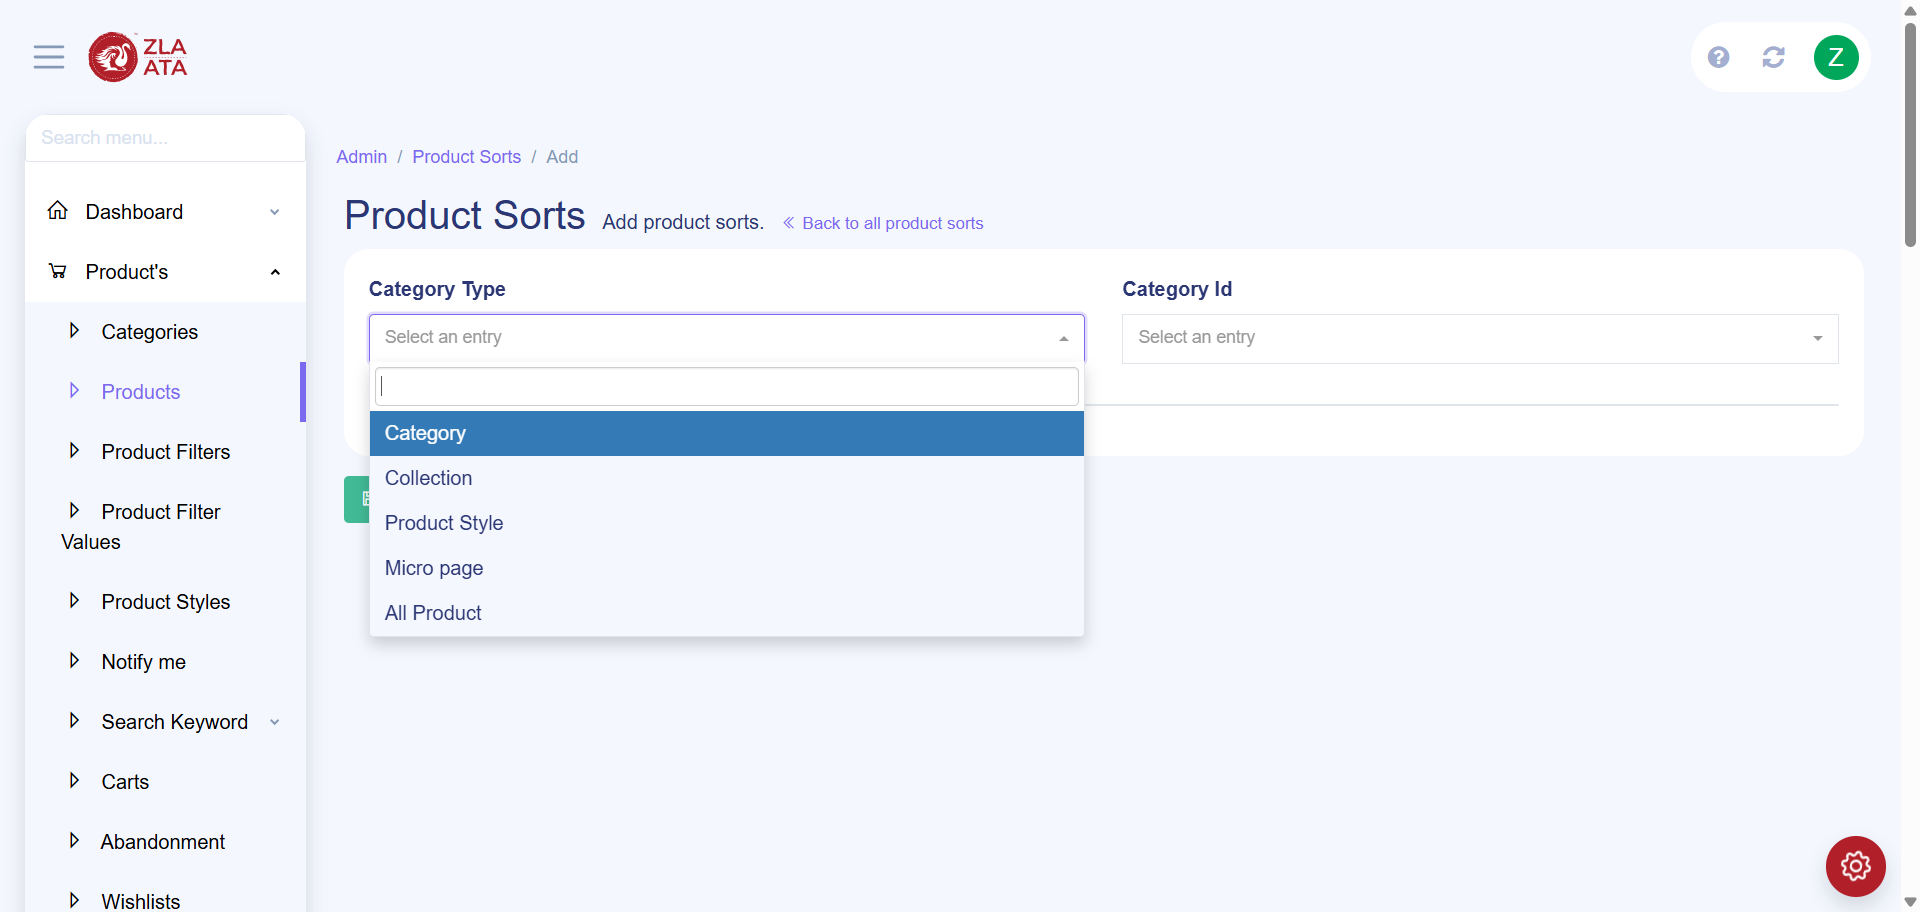 ZLA
ATA
Z
Search menu...
Admin / Product Sorts / Add
Dashboard
Product Sorts Add product sorts. « Back to all product sorts
Product's
Category Type
Category Id
Categories
Select an entry
Select an entry
Products
Category
Product Filters
Collection
Product Filter
Values
Product Style
Micro page
Product Styles
All Product
Notify me
Search Keyword
Carts
Abandonment
Wishlists